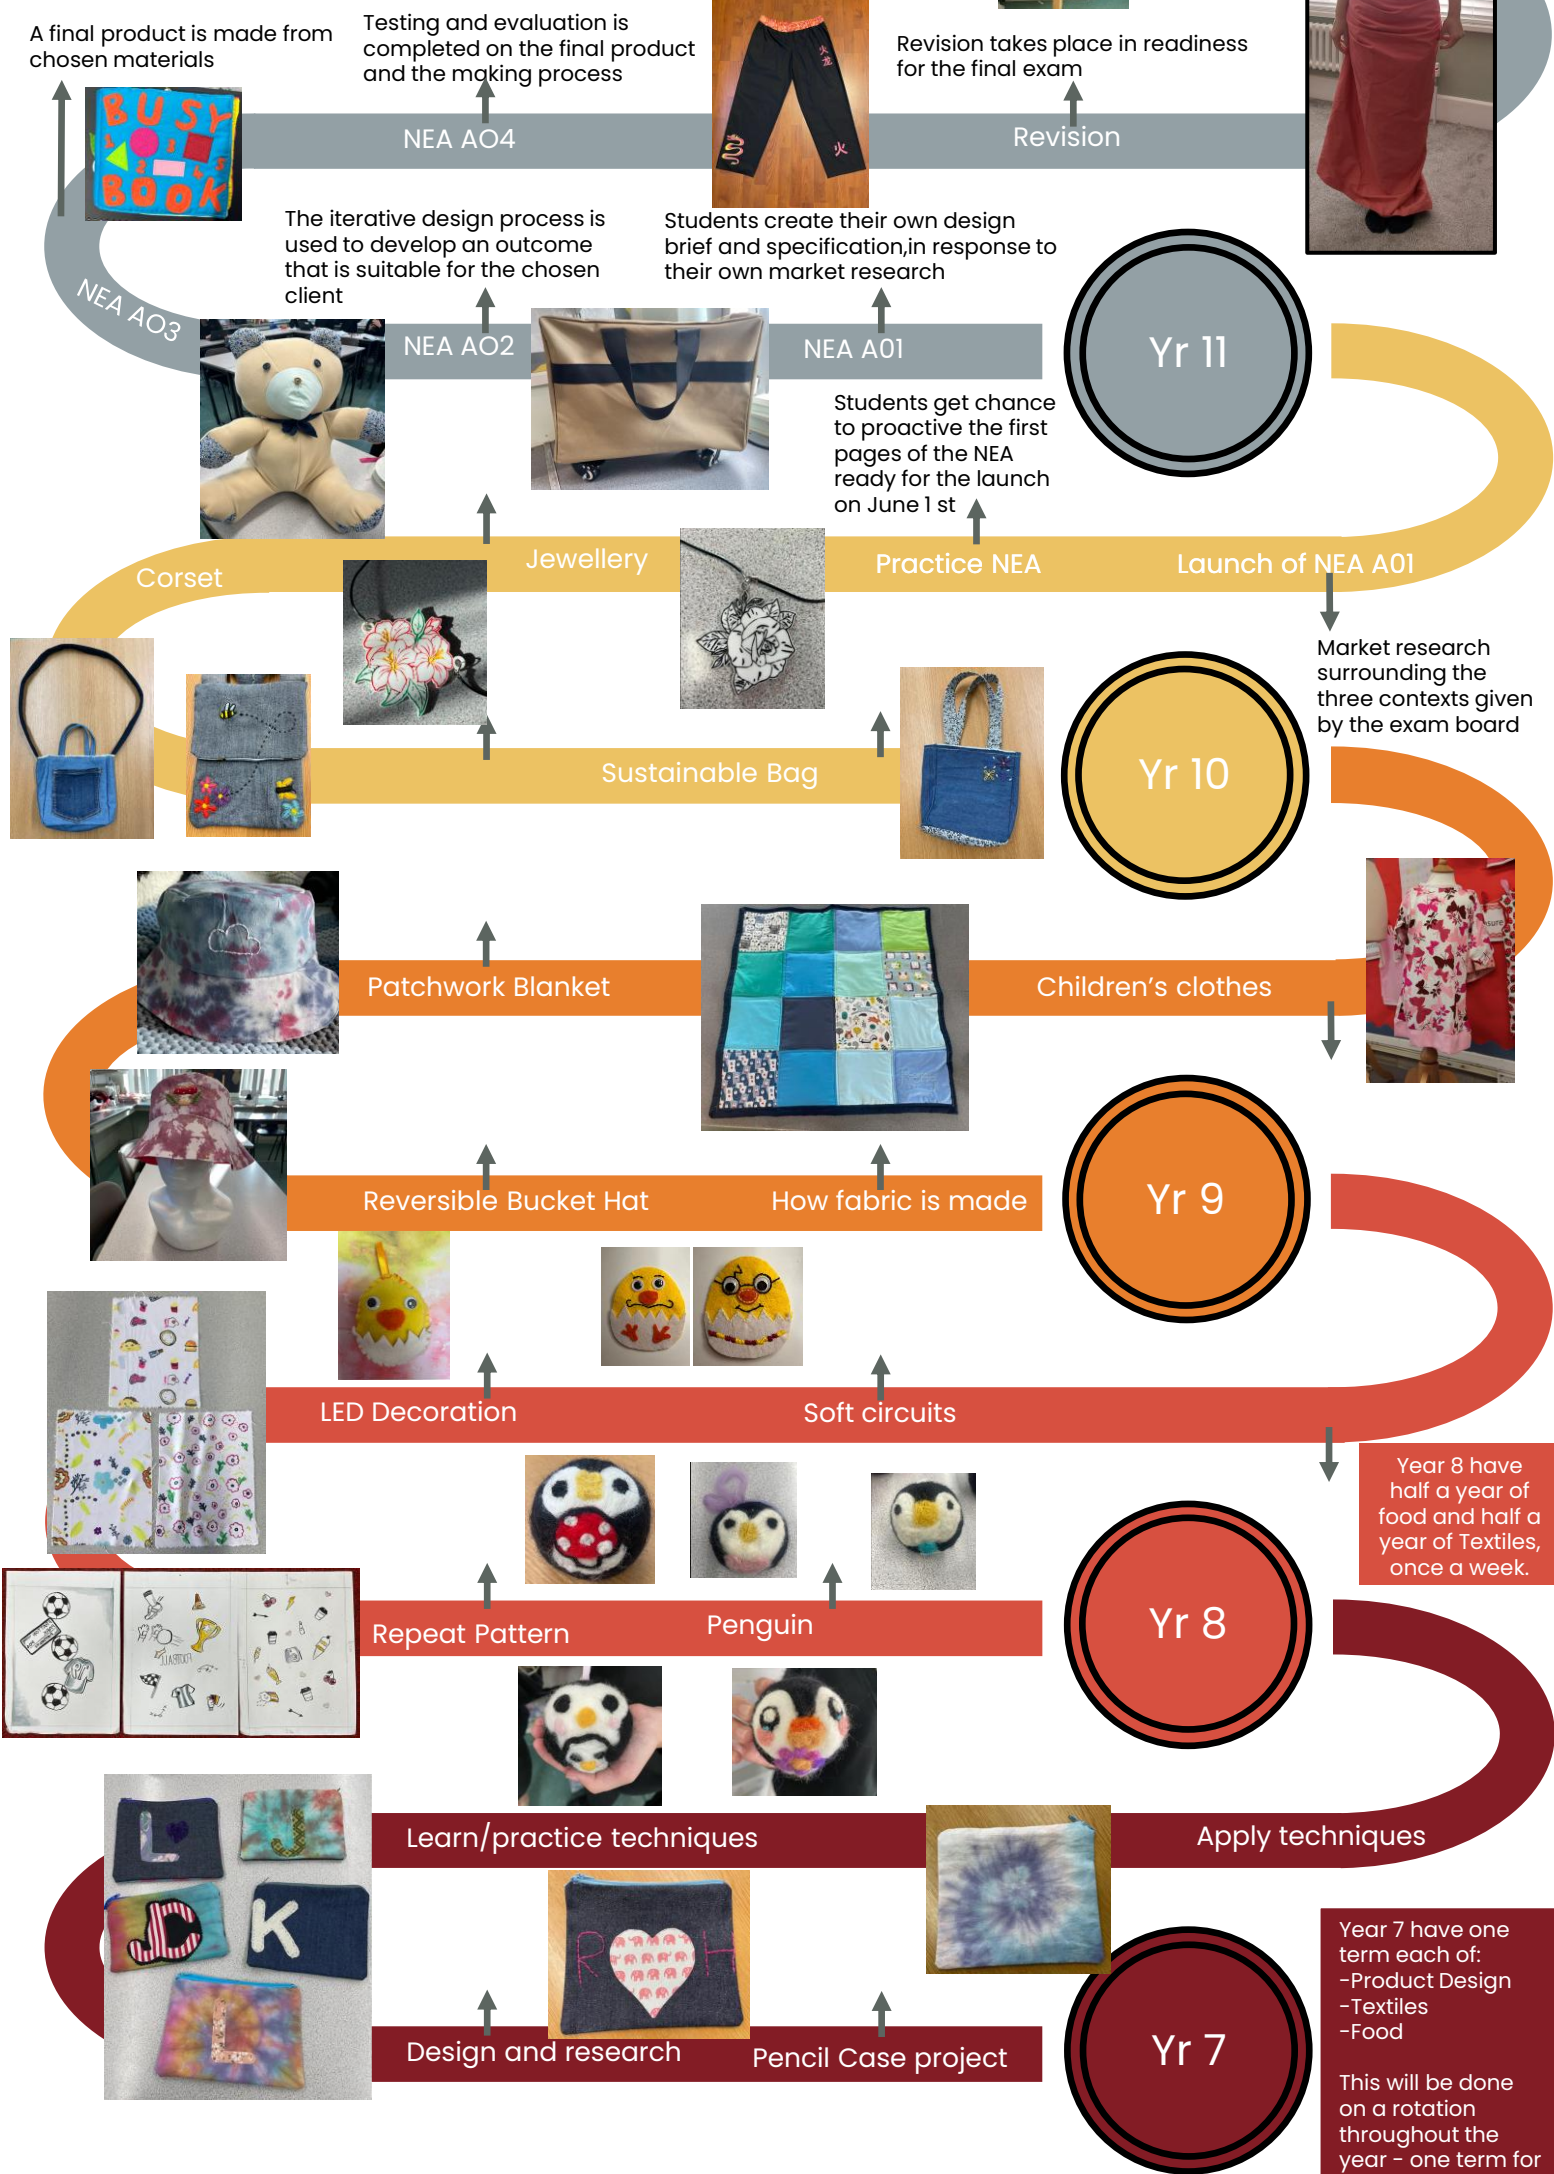 A final product is made from
chosen materials
Testing and evaluation is
completed on the final product
and the making process
Revision takes place in readiness
for the final exam
BUSY
BOOK
火
龙
火
NEA AO4
Revision
NEA AO3
The iterative design process is
used to develop an outcome
that is suitable for the chosen
client
Students create their own design
brief and specification,in response to
their own market research
NEA AO2
NEA A01
Yr 11
Students get chance
to proactive the first
pages of the NEA
ready for the launch
on June 1 st
Corset
Jewellery
Practice NEA
Launch of NEA A01
Market research
surrounding the
three contexts given
by the exam board
Sustainable Bag
Yr 10
Patchwork Blanket
Children’s clothes
Reversible Bucket Hat
How fabric is made
Yr 9
LED Decoration
Soft circuits
Year 8 have
half a year of
food and half a
year of Textiles,
once a week.
Repeat Pattern
Penguin
Yr 8
Learn/practice techniques
Apply techniques
L
J
C
K
L
R H
Design and research
Pencil Case project
Yr 7
Year 7 have one
term each of:
-Product Design
-Textiles
-Food
This will be done
on a rotation
throughout the
year - one term for